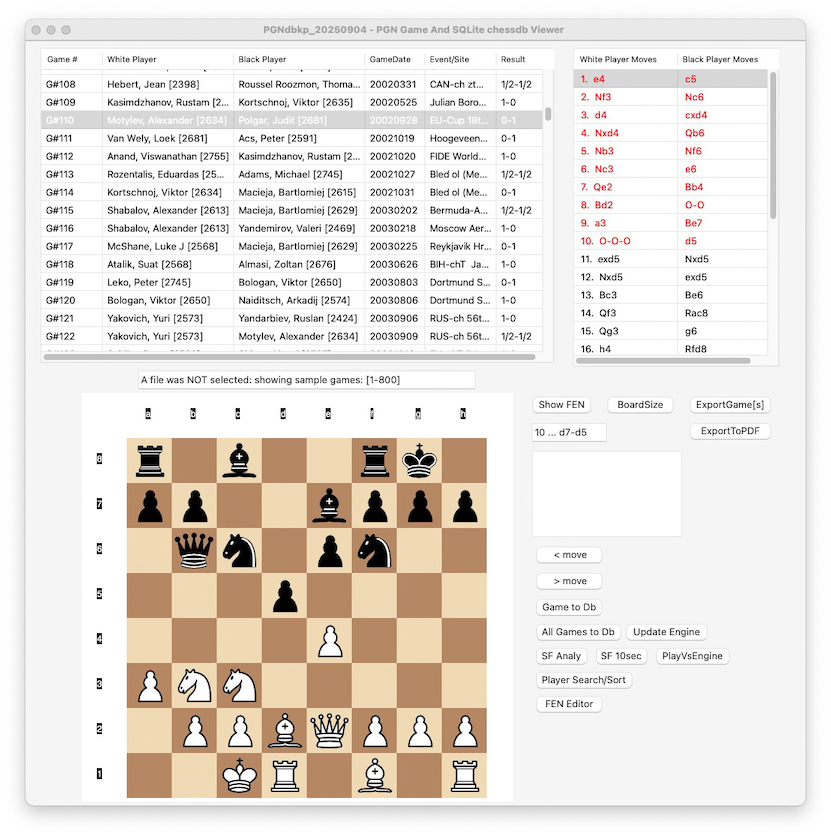 PGNdbkp_20250904 - PGN Game And SQLite chessdb Viewer
Game # White Player Black Player GameDate Event/Site Result
G#108 Hebert, Jean [2398] Roussel Roozmon, Thoma... 20020331 CAN-ch zt... 1/2-1/2
G#109 Kasimdzhanov, Rustam [2... Kortschnoj, Viktor [2635] 20020525 Julian Boro... 1-0
G#110 Motylev, Alexander [2634] Polgar, Judit [2681] 20020928 EU-Cup 18t... 0-1
G#111 Van Wely, Loek [2681] Acs, Peter [2591] 20021019 Hoogeveen... 0-1
G#112 Anand, Viswanathan [2755] Kasimdzhanov, Rustam [2... 20021020 FIDE World... 1-0
G#113 Rozentalis, Eduardas [25... Adams, Michael [2745] 20021027 Bled ol (Me... 1/2-1/2
G#114 Kortschnoj, Viktor [2634] Macieja, Bartlomiej [2615] 20021031 Bled ol (Me... 0-1
G#115 Shabalov, Alexander [2613] Macieja, Bartlomiej [2629] 20030202 Bermuda-A... 1/2-1/2
G#116 Shabalov, Alexander [2613] Yandemirov, Valeri [2469] 20030218 Moscow Aer... 1-0
G#117 McShane, Luke J [2568] Macieja, Bartlomiej [2629] 20030225 Reykjavik Hr... 0-1
G#118 Atalik, Suat [2568] Almasi, Zoltan [2676] 20030626 BIH-chT Ja... 1-0
G#119 Leko, Peter [2745] Bologan, Viktor [2650] 20030803 Dortmund S... 0-1
G#120 Bologan, Viktor [2650] Naiditsch, Arkadij [2574] 20030806 Dortmund S... 1-0
G#121 Yakovich, Yuri [2573] Yandarbiev, Ruslan [2424] 20030906 RUS-ch 56t... 1-0
G#122 Yakovich, Yuri [2573] Motylev, Alexander [2634] 20030909 RUS-ch 56t... 1/2-1/2
White Player Moves Black Player Moves
1. e4 c5
2. Nf3 Nc6
3. d4 cxd4
4. Nxd4 Qb6
5. Nb3 Nf6
6. Nc3 e6
7. Qe2 Bb4
8. Bd2 O-O
9. a3 Be7
10. O-O-O d5
11. exd5 Nxd5
12. Nxd5 exd5
13. Bc3 Be6
14. Qf3 Rac8
15. Qg3 g6
16. h4 Rfd8
A file was NOT selected: showing sample games: [1-800]
a b c d e f g h
8
7
6
5
4
3
2
1
Show FEN BoardSize ExportGame[s]
10 ... d7-d5 ExportToPDF
< move
> move
Game to Db
All Games to Db Update Engine
SF Analy SF 10sec PlayVsEngine
Player Search/Sort
FEN Editor